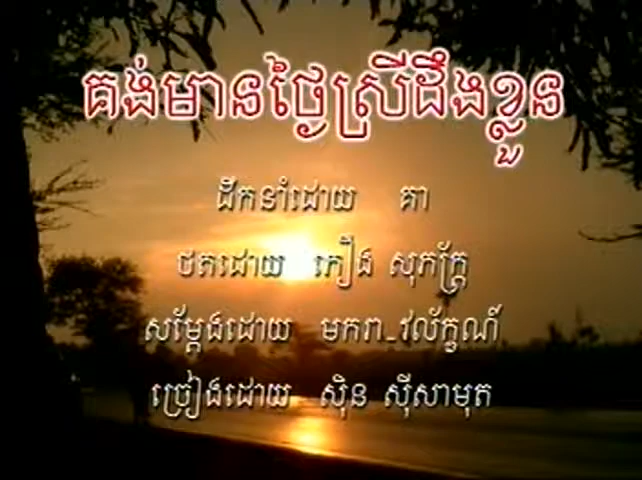 គង់មានថ្ងៃស្រីដឹងខ្លួន
ដឹកនាំដោយ គា
ថតដោយ ភឿង សុភក្ត្រ
សម្តែងដោយ មករា_វល័ក្ខណ៍
ច្រៀងដោយ ស៊ិន ស៊ីសាមុត